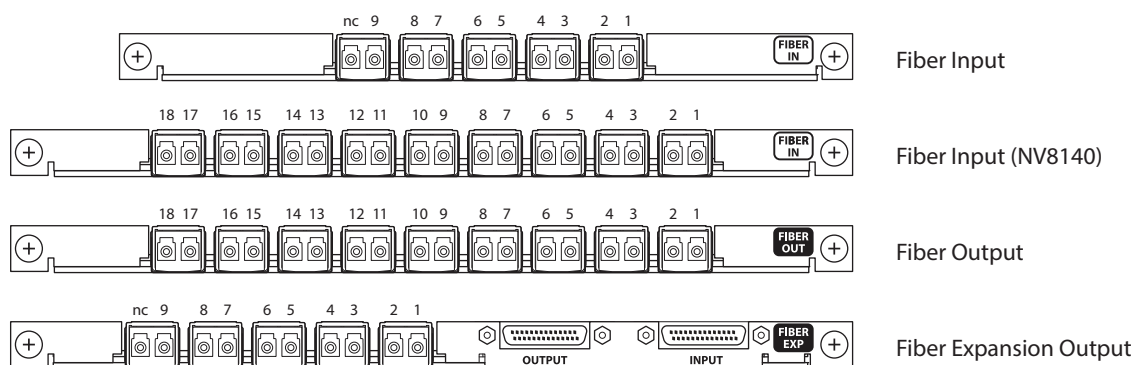 nc 9 8 7 6 5 4 3 2 1
FIBER
IN
Fiber Input
18 17 16 15 14 13 12 11 10 9 8 7 6 5 4 3 2 1
FIBER
IN
Fiber Input (NV8140)
18 17 16 15 14 13 12 11 10 9 8 7 6 5 4 3 2 1
FIBER
OUT
Fiber Output
nc 9 8 7 6 5 4 3 2 1
OUTPUT
INPUT
FIBER
EXP
Fiber Expansion Output